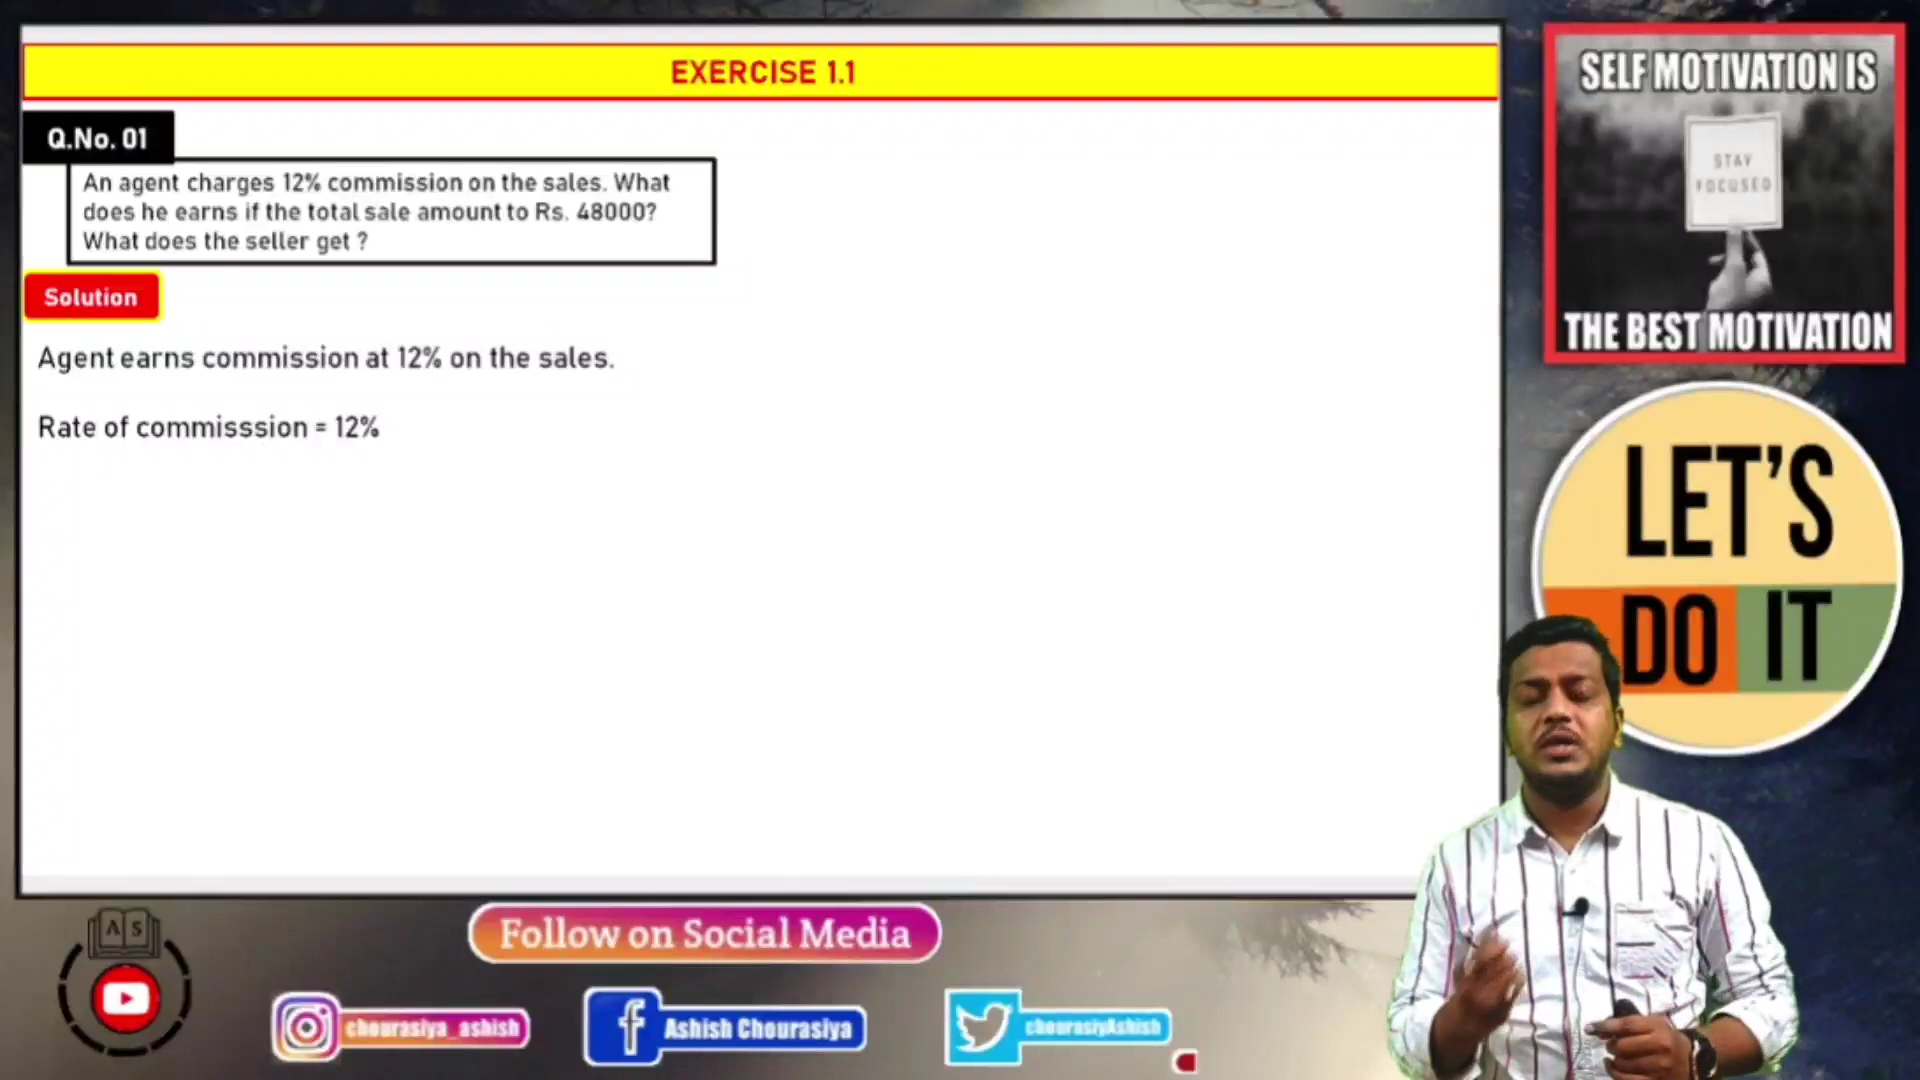 EXERCISE 1.1
Q.No. 01
An agent charges 12% commission on the sales. What
does he earns if the total sale amount to Rs. 48000?
What does the seller get ?
Solution
Agent earns commission at 12% on the sales.
Rate of commisssion = 12%
SELF MOTIVATION IS
STAY
FOCUSED
THE BEST MOTIVATION
LET'S
DO IT
A S
Follow on Social Media
chourasiya_ashish
Ashish Chourasiya
chourasiyAshish